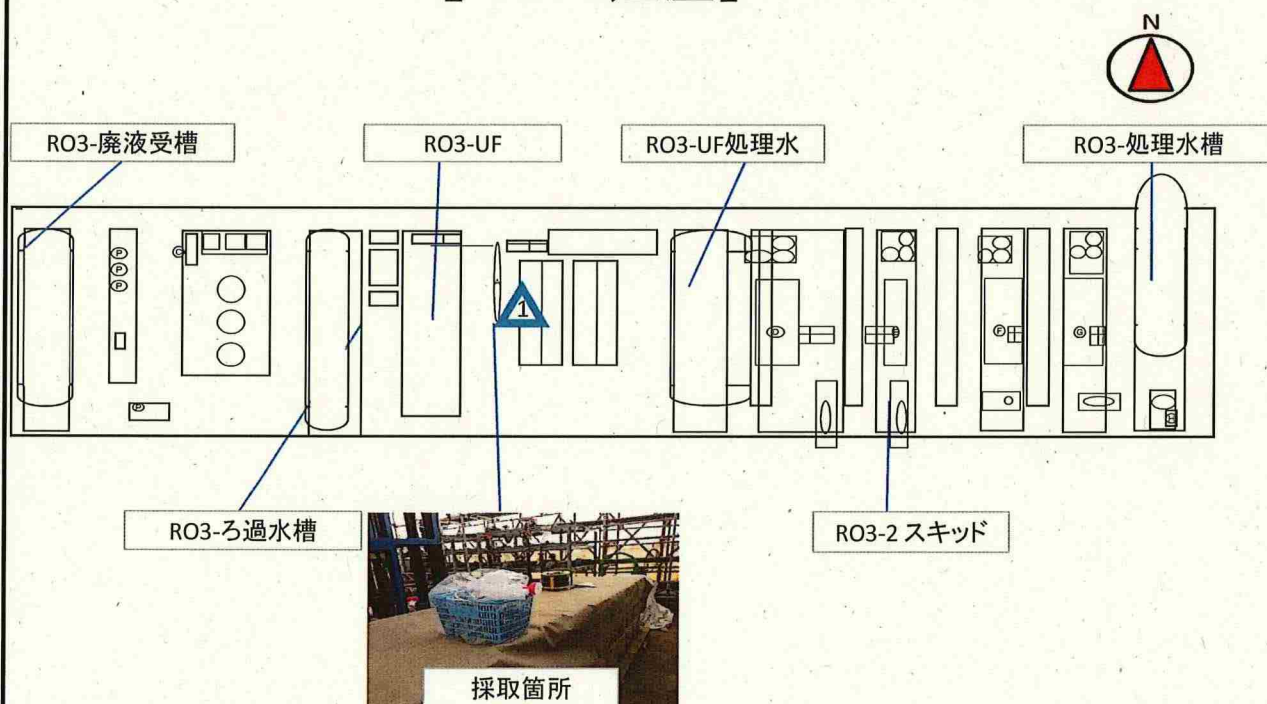 N
RO3-廃液受槽
RO3-UF
RO3-UF処理水
RO3-処理水槽
P
P
P
P
1
F
G
RO3-ろ過水槽
RO3-2 スキッド
採取箇所